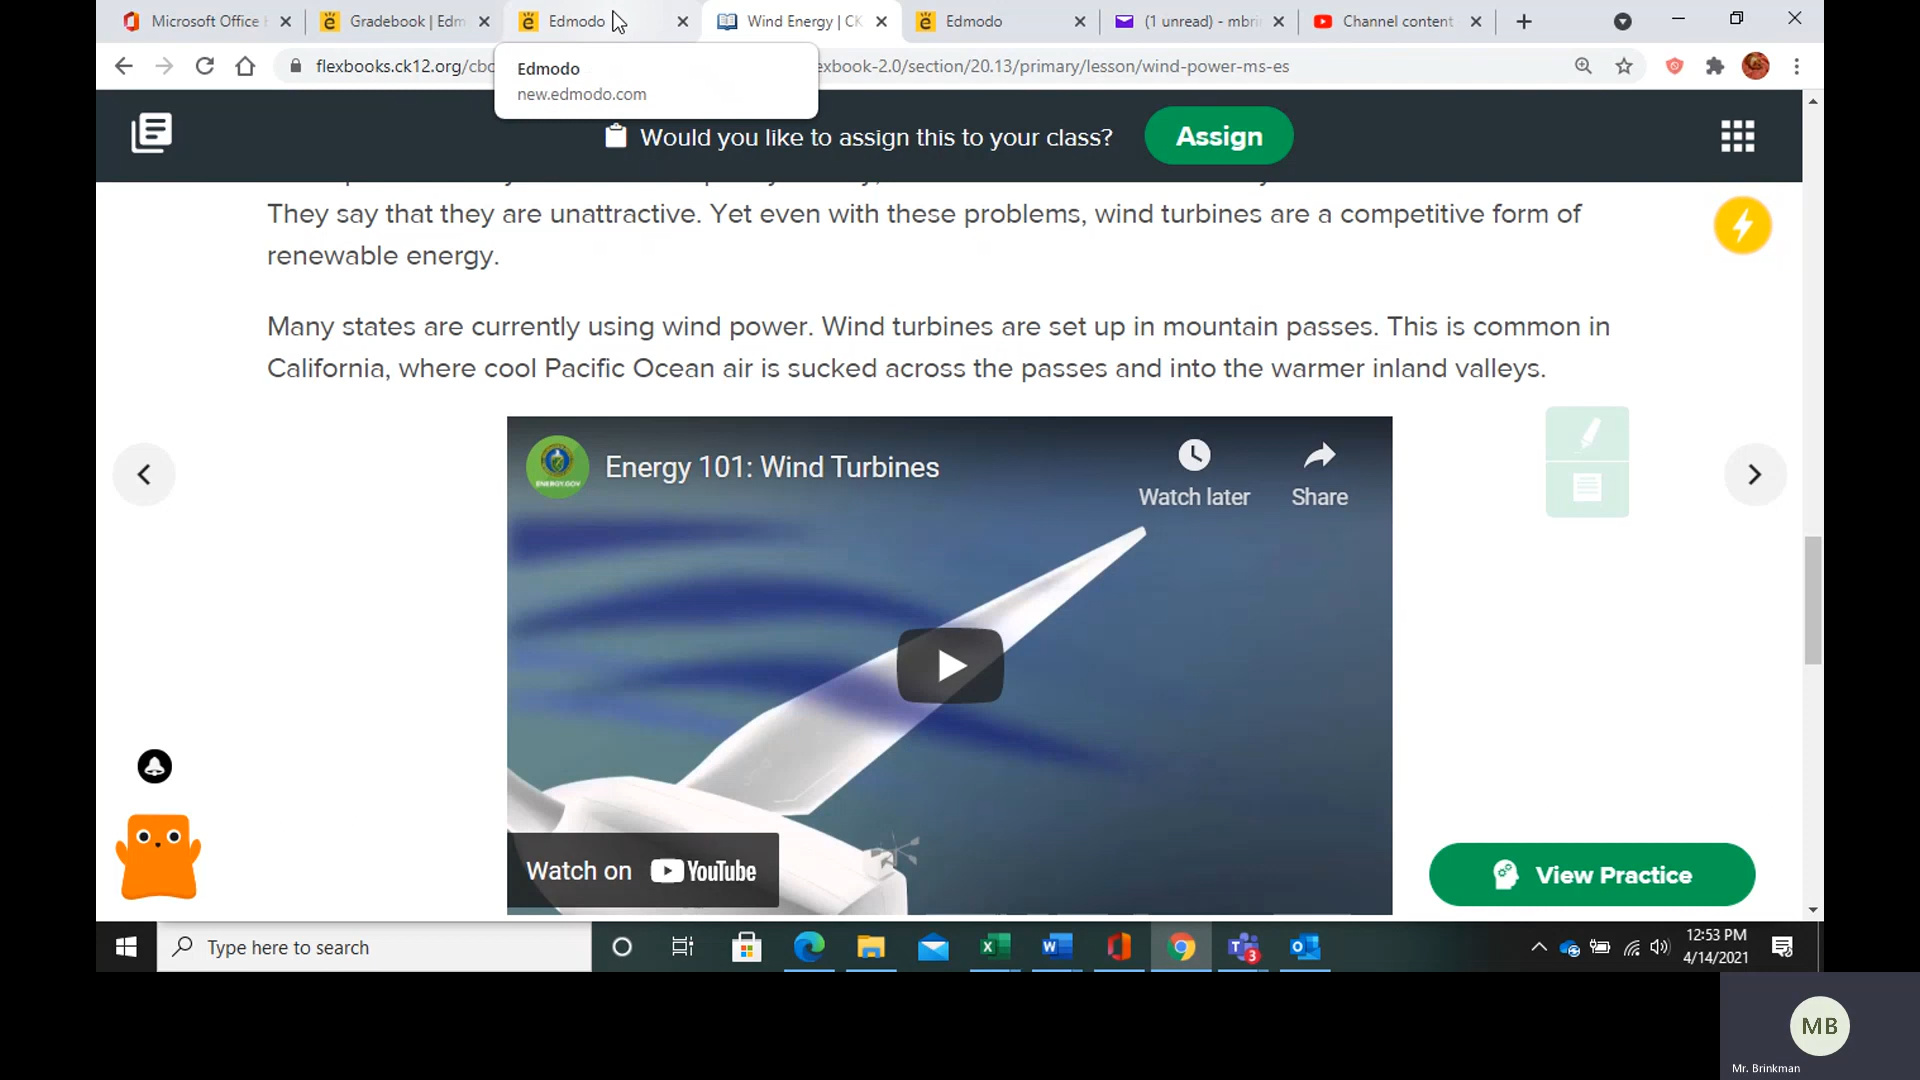 Microsoft Office
Gradebook | Edm
Edmodo
Wind Energy | CK
Edmodo
(1 unread) - mbri
Channel content
flexbooks.ck12.org/cbo
exbook-2.0/section/20.13/primary/lesson/wind-power-ms-es
Edmodo
new.edmodo.com
Would you like to assign this to your class?
Assign
They say that they are unattractive. Yet even with these problems, wind turbines are a competitive form of
renewable energy.
Many states are currently using wind power. Wind turbines are set up in mountain passes. This is common in
California, where cool Pacific Ocean air is sucked across the passes and into the warmer inland valleys.
ENERGY.GOV
Energy 101: Wind Turbines
Watch later
Share
Watch on YouTube
View Practice
Type here to search
3
12:53 PM
4/14/2021
MB
Mr. Brinkman